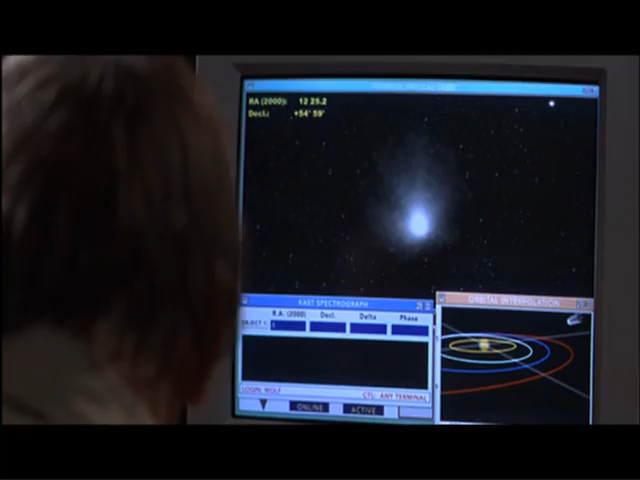 RA (2000): 12 25.2
Decl.: +54' 59'
KAST SPECTROGRAPH
ORBITAL INTERPOLATION
R.A. (2000) Decl. Delta Phase
OBJECT 1:
LOGIN: WOLF
CTL: ANY TERMINAL
ONLINE
ACTIVE